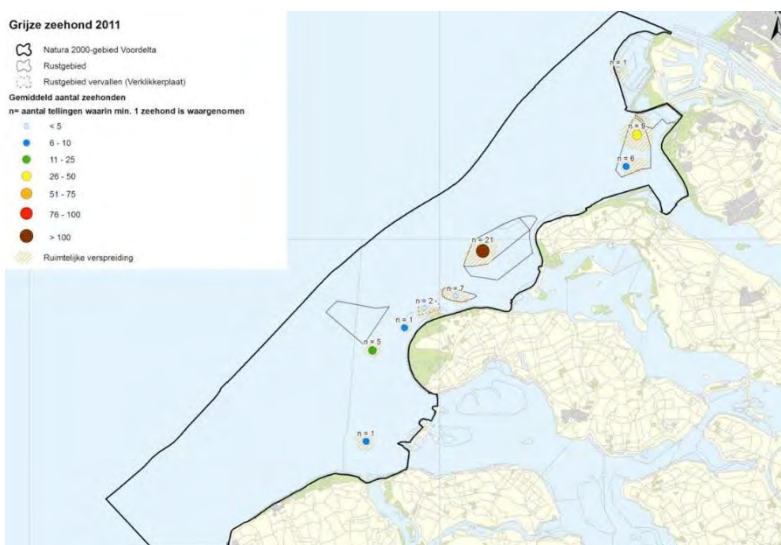 Grijze zeehond 2011
Natura 2000-gebied Voordelta
Rustgebied
Rustgebied vervallen (Verklikkerplaat)
Gemiddeld aantal zeehonden
n= aantal tellingen waarin min. 1 zeehond is waargenomen
< 5
6 - 10
11 - 25
26 - 50
51 - 75
76 - 100
> 100
Ruimtelijke verspreiding
n = 1
n = 6
n = 21
n = 7
n = 2
n = 1
n = 5
n = 1